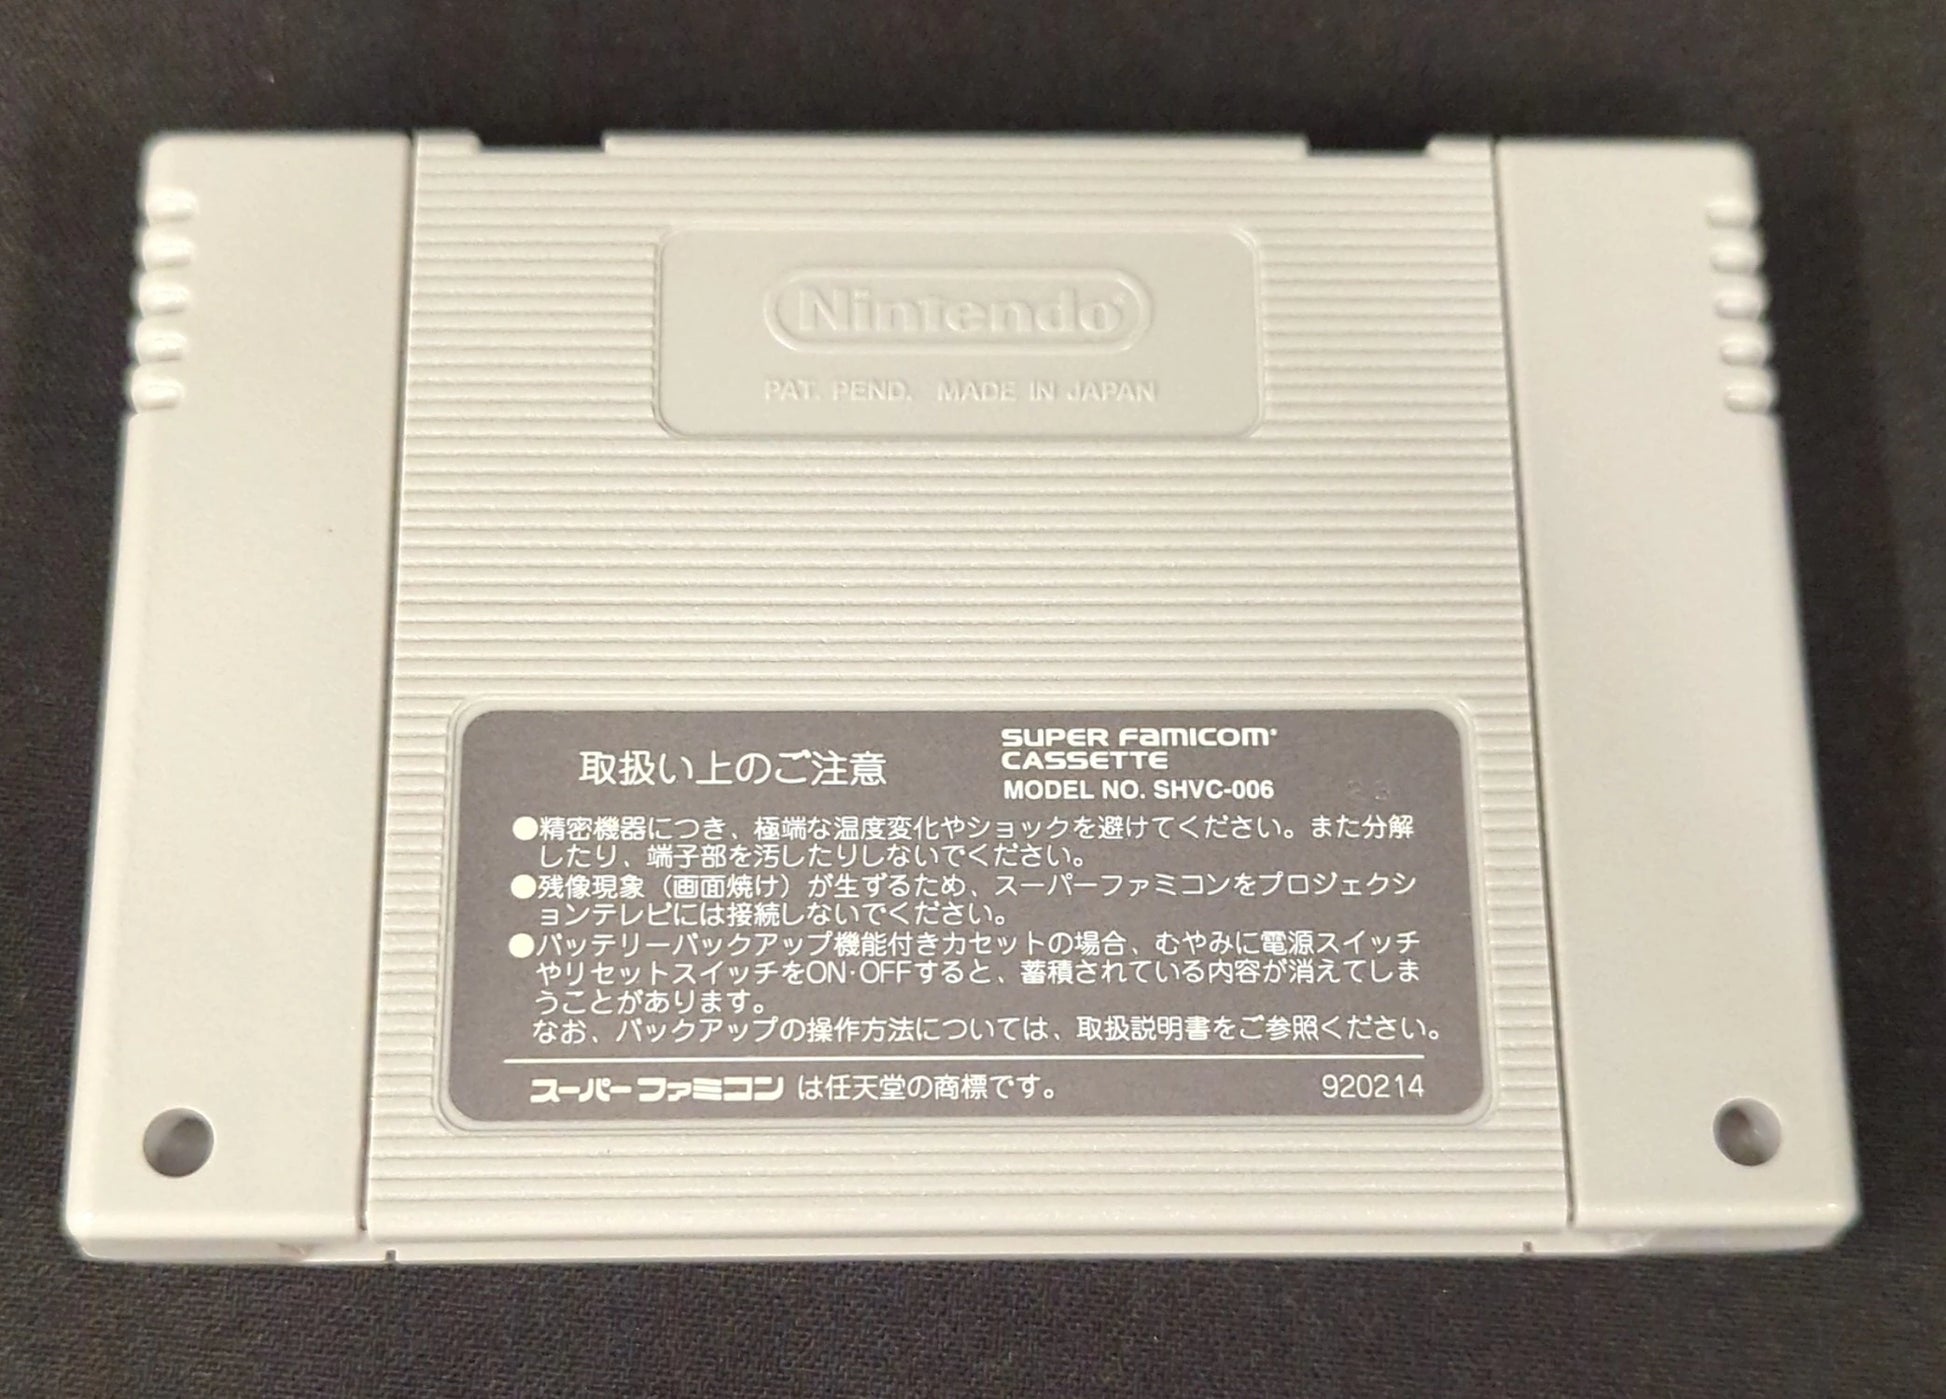 Nintendo®
PAT. PEND. MADE IN JAPAN
取扱い上のご注意
SUPER FAMICOM®
CASSETTE
MODEL NO. SHVC-006
●精密機器につき、極端な温度変化やショックを避けてください。また分解
したり、端子部を汚したりしないでください。
●残像現象（画面焼け）が生ずるため、スーパーファミコンをプロジェクシ
ョンテレビには接続しないでください。
●バッテリーバックアップ機能付きカセットの場合、むやみに電源スイッチ
やリセットスイッチをON·OFFすると、蓄積されている内容が消えてしま
うことがあります。
なお、バックアップの操作方法については、取扱説明書をご参照ください。
スーパーファミコン は任天堂の商標です。
920214